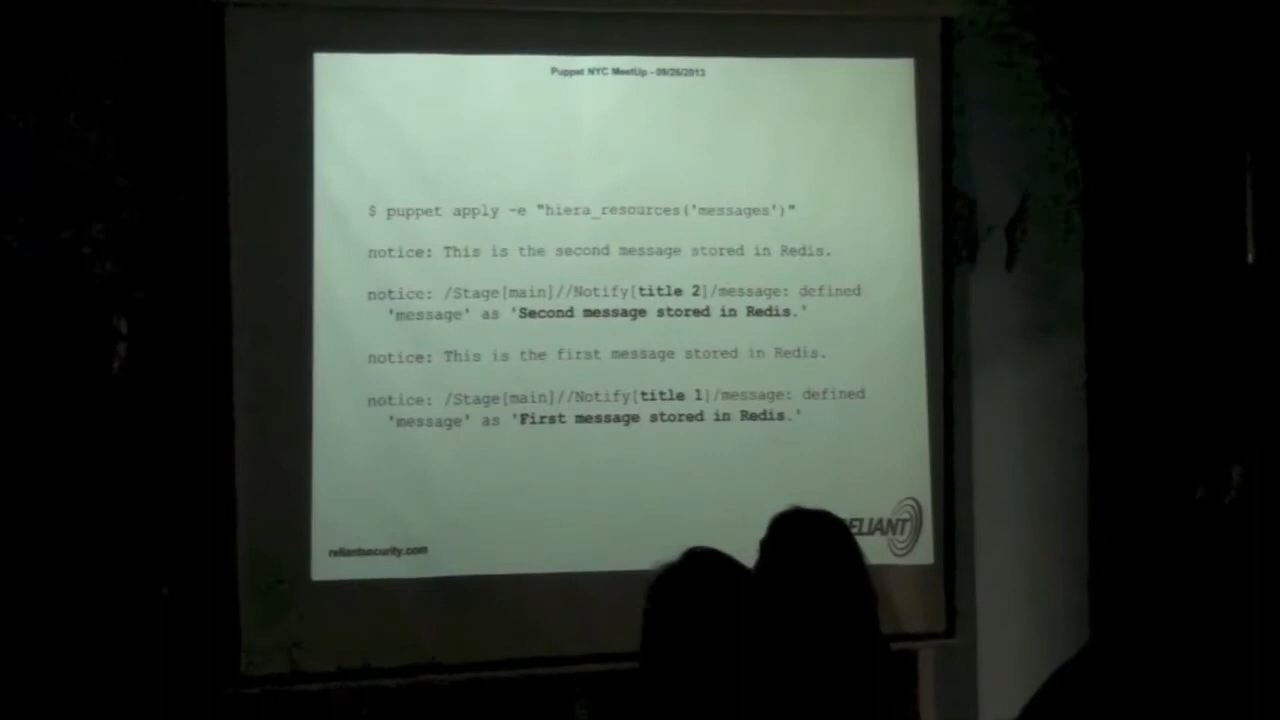 Puppet NYC MeetUp - 09/26/2013
$ puppet apply -e "hiera_resources('messages')"
notice: This is the second message stored in Redis.
notice: /Stage[main]//Notify[title 2]/message: defined
'message' as 'Second message stored in Redis.'
notice: This is the first message stored in Redis.
notice: /Stage[main]//Notify[title 1]/message: defined
'message' as 'First message stored in Redis.'
reliantsecurity.com
RELIANT